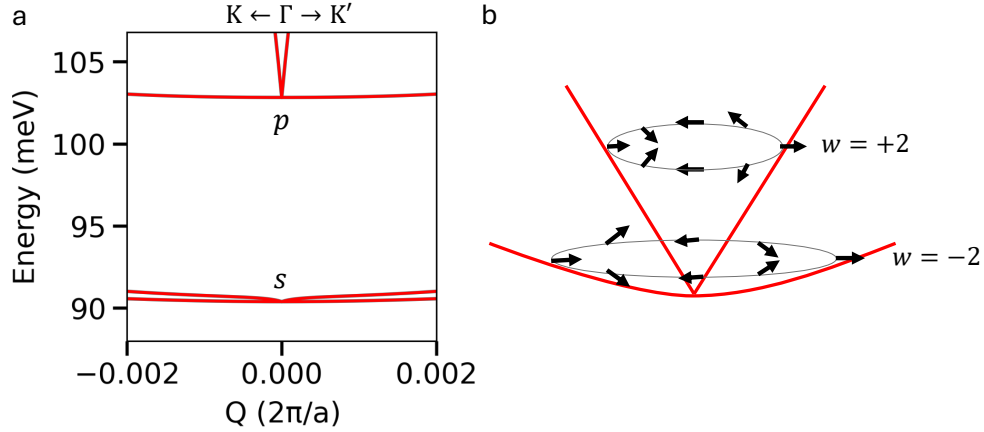 a
K ← Γ → K′
105
100
95
90
Energy (meV)
p
s
−0.002
0.000
0.002
Q (2π/a)
b
w = +2
w = −2